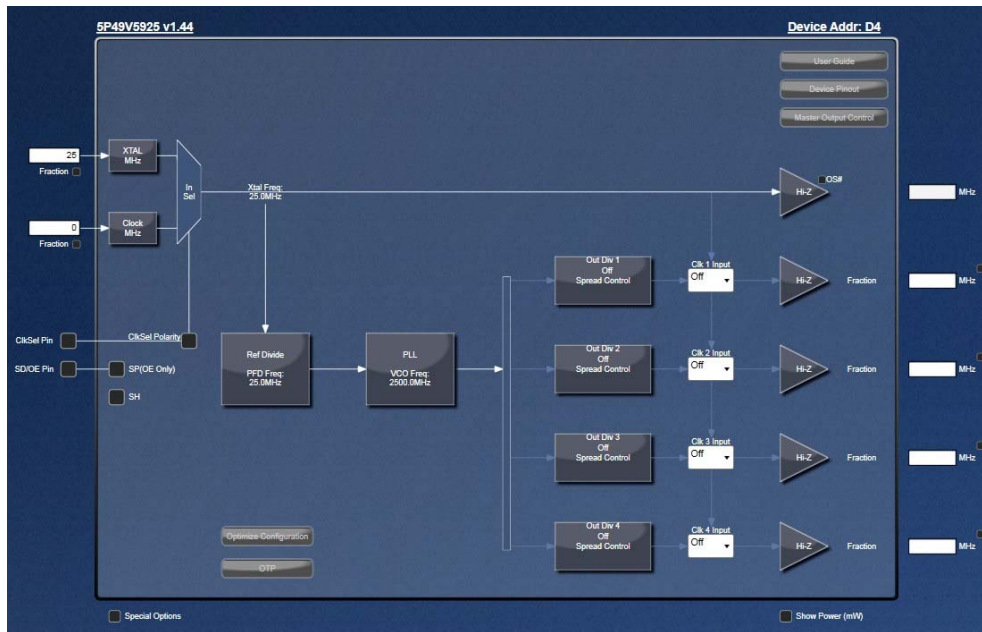 5P49V5925 v1.44
Device Addr: D4
User Guide
Device Pinout
Master Output Control
25
XTAL
MHz
Fraction
In
Sel
Xtal Freq:
25.0MHz
Hi-Z
OS#
MHz
0
Clock
MHz
Fraction
Out Div 1
Off
Spread Control
Clk 1 Input
Off
Hi-Z
Fraction
MHz
ClkSel Pin
ClkSel Polarity
SD/OE Pin
SP(OE Only)
SH
Ref Divide
PFD Freq:
25.0MHz
PLL
VCO Freq:
2500.0MHz
Out Div 2
Off
Spread Control
Clk 2 Input
Off
Hi-Z
Fraction
MHz
Out Div 3
Off
Spread Control
Clk 3 Input
Off
Hi-Z
Fraction
MHz
Optimize Configuration
OTP
Out Div 4
Off
Spread Control
Clk 4 Input
Off
Hi-Z
Fraction
MHz
Special Options
Show Power (mW)